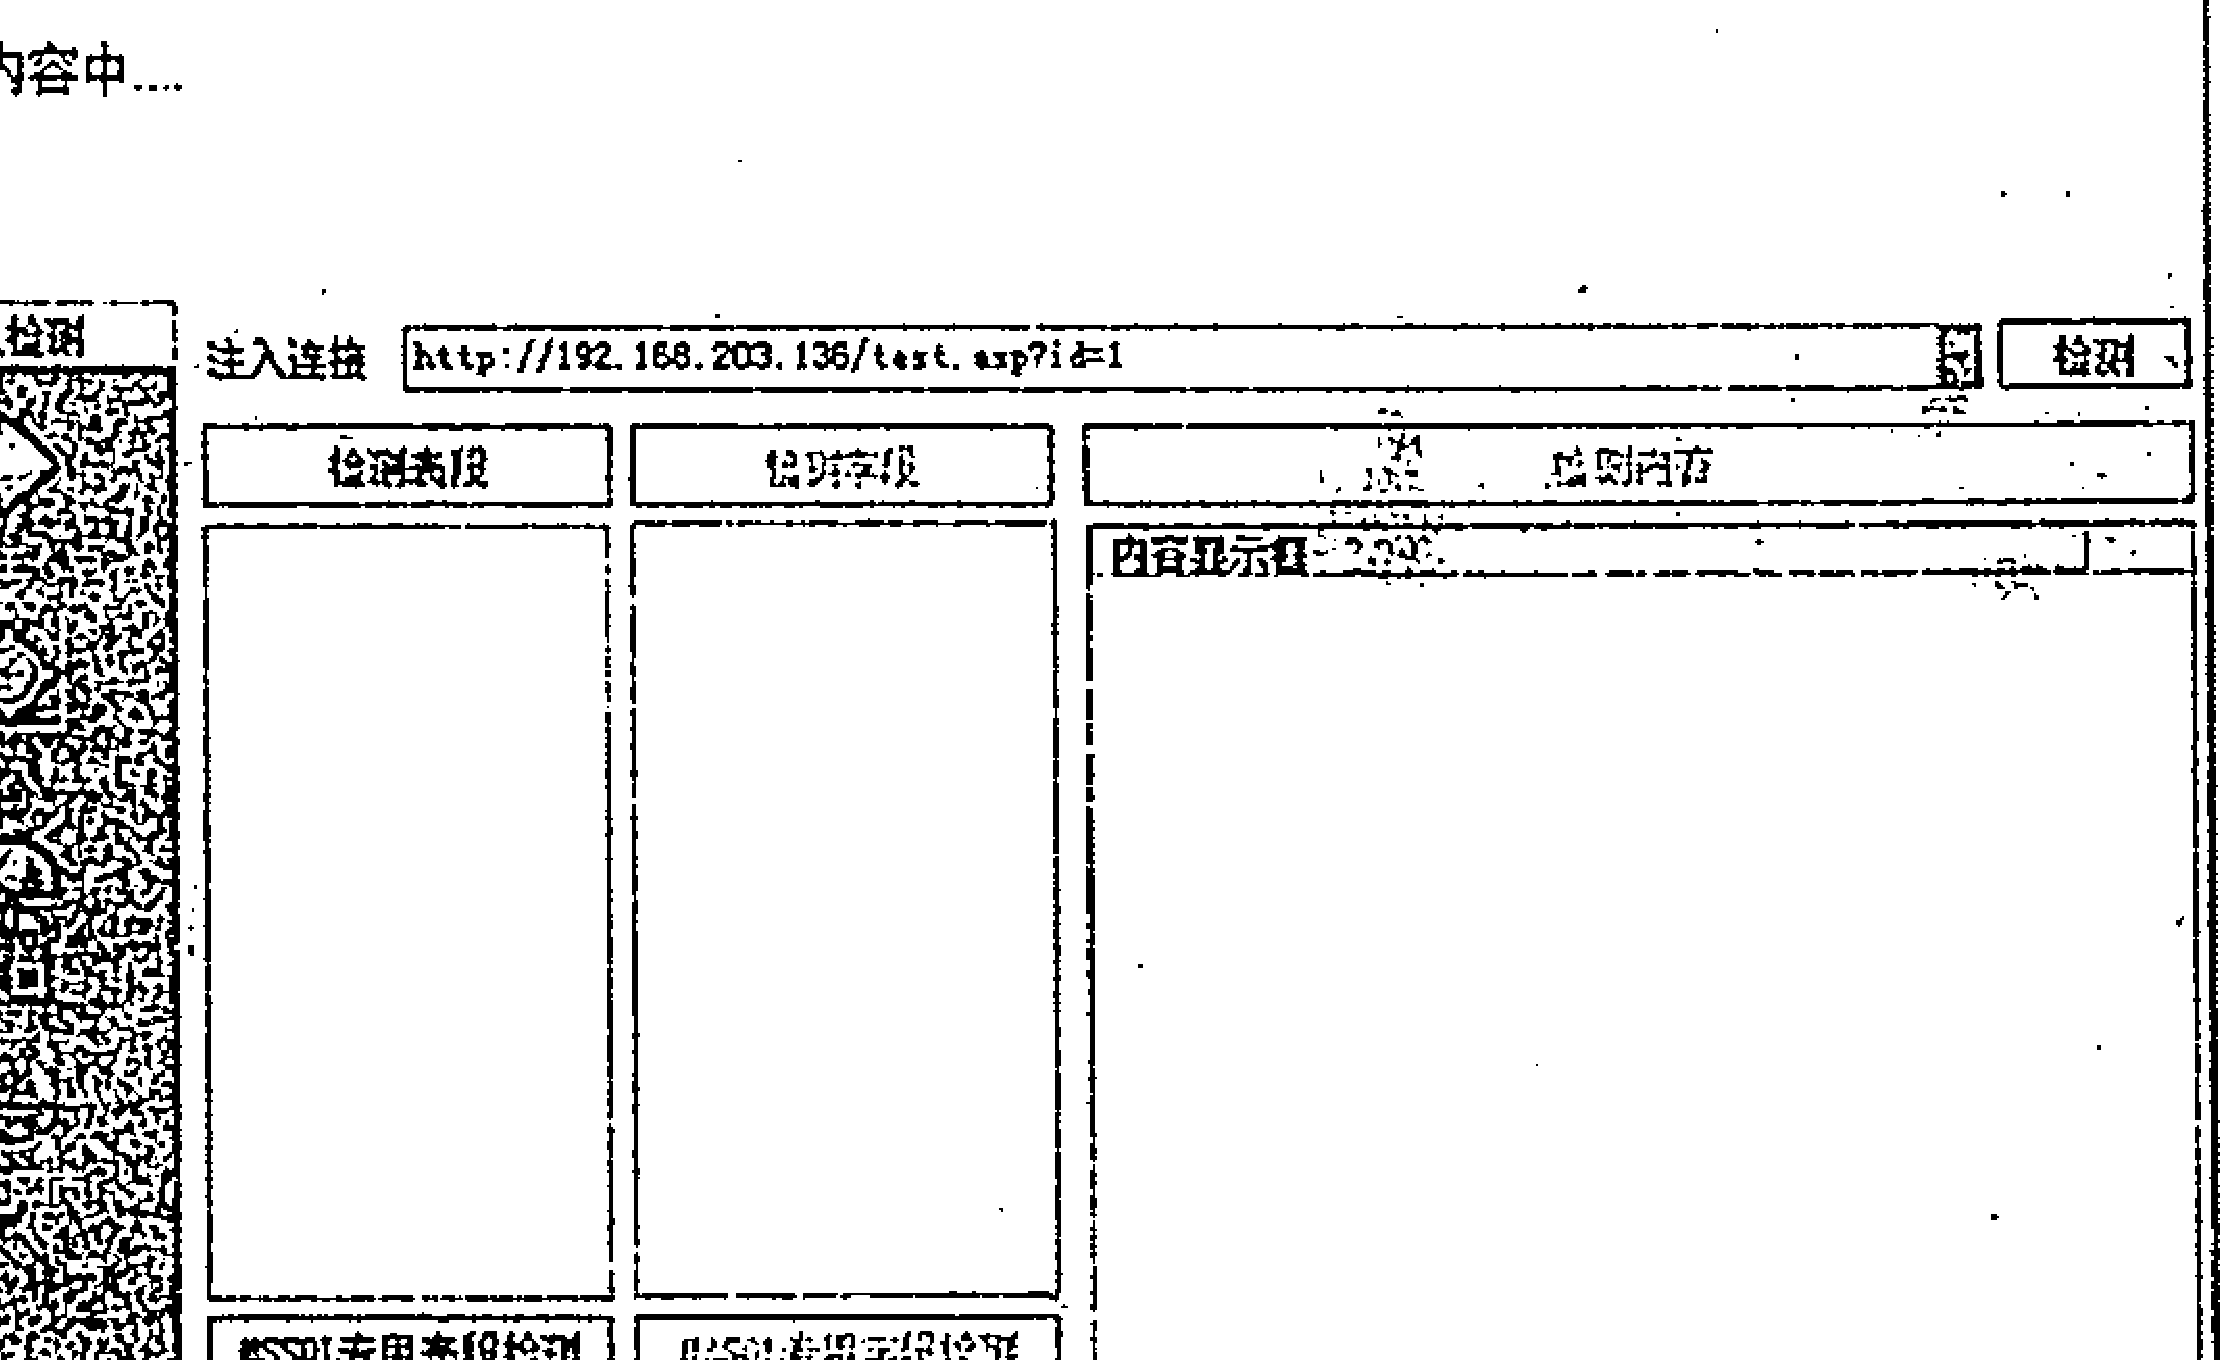 内容中....
检测
注入连接 http://192.168.203.136/test.asp?id=1 检测
检测表段 检测字段 检测内容
内容显示框